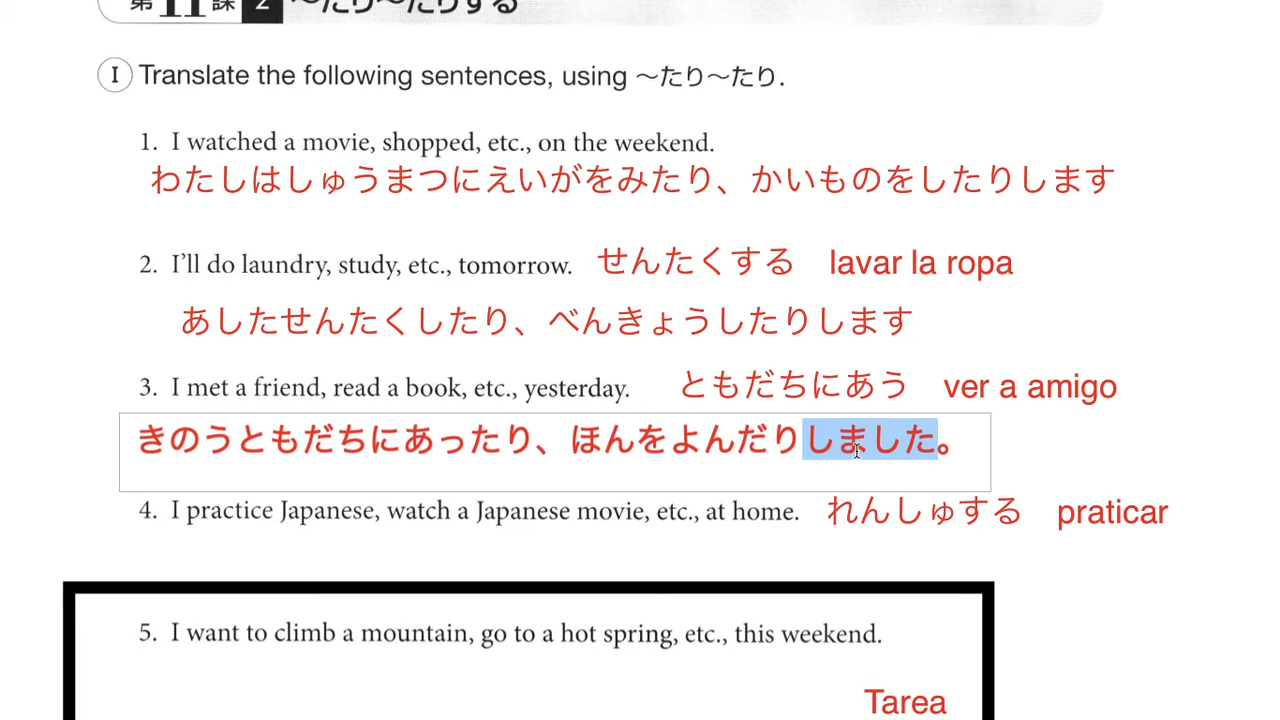 第11課 2 〜たり〜たりする
I Translate the following sentences, using 〜たり〜たり.
1. I watched a movie, shopped, etc., on the weekend.
わたしはしゅうまつにえいがをみたり、かいものをしたりします
2. I'll do laundry, study, etc., tomorrow. せんたくする lavar la ropa
あしたせんたくしたり、べんきょうしたりします
3. I met a friend, read a book, etc., yesterday. ともだちにあう ver a amigo
きのうともだちにあったり、ほんをよんだりしました。
4. I practice Japanese, watch a Japanese movie, etc., at home. れんしゅする praticar
5. I want to climb a mountain, go to a hot spring, etc., this weekend.
Tarea